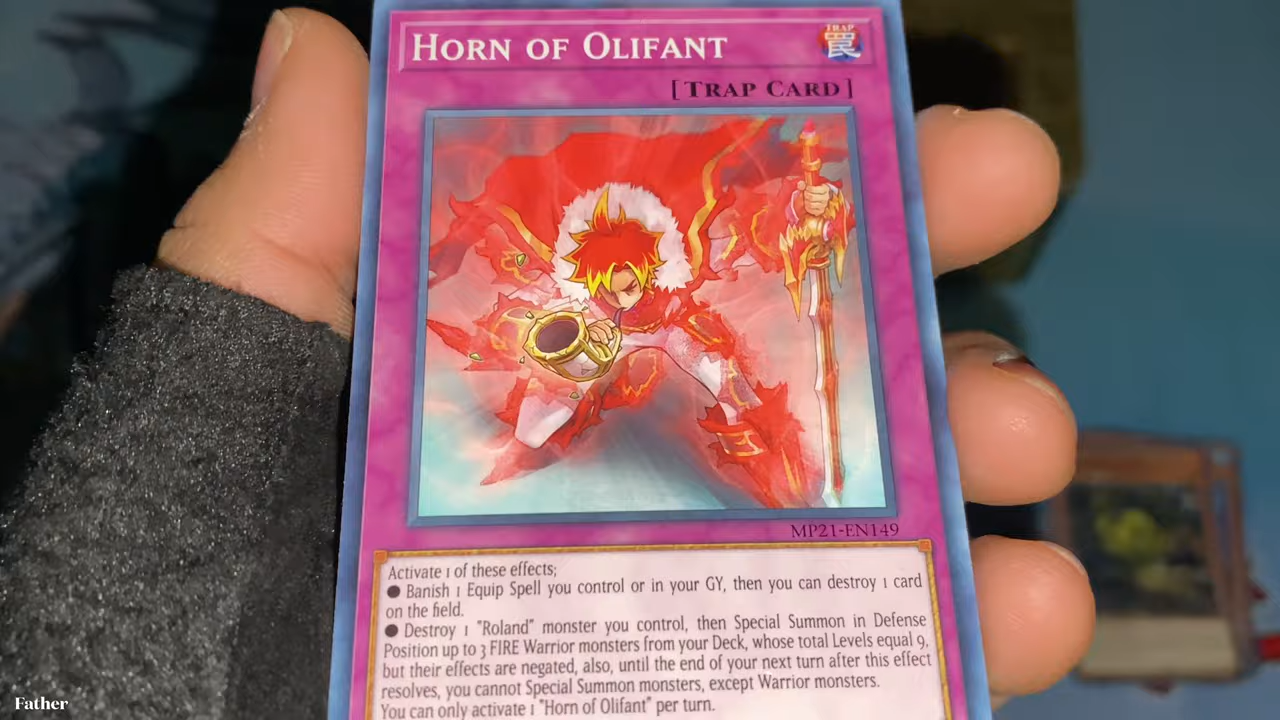 Horn of Olifant
TRAP
罠
[Trap Card]
MP21-EN149
Activate 1 of these effects;
● Banish 1 Equip Spell you control or in your GY, then you can destroy 1 card
on the field.
● Destroy 1 "Roland" monster you control, then Special Summon in Defense
Position up to 3 FIRE Warrior monsters from your Deck, whose total Levels equal 9,
but their effects are negated, also, until the end of your next turn after this effect
resolves, you cannot Special Summon monsters, except Warrior monsters.
You can only activate 1 "Horn of Olifant" per turn.
Father